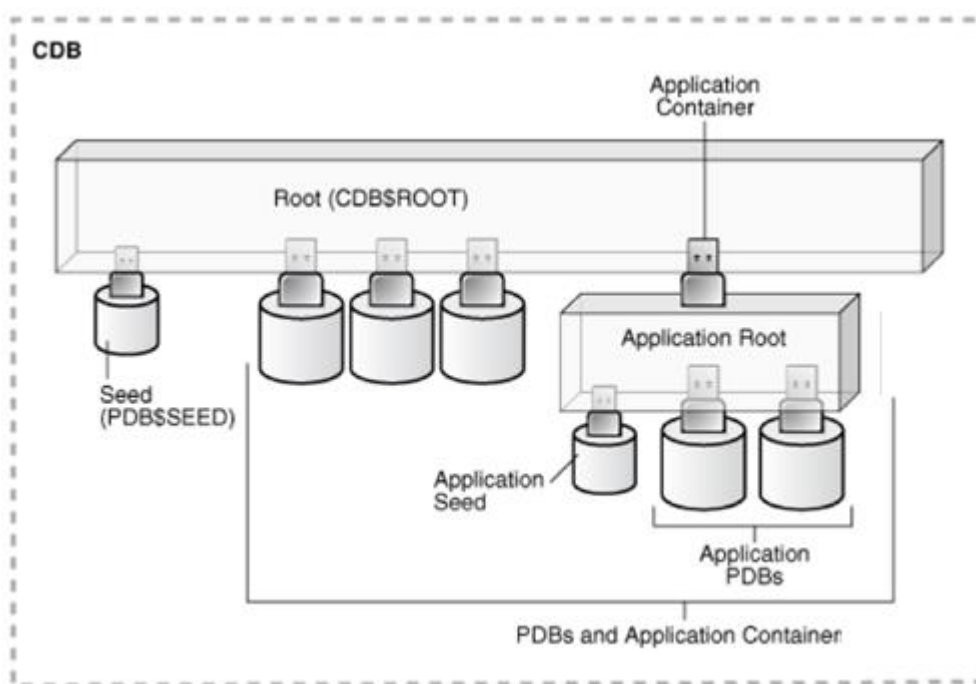 CDB
Application
Container
Root (CDB$ROOT)
Application Root
Seed
(PDB$SEED)
Application
Seed
Application
PDBs
PDBs and Application Container